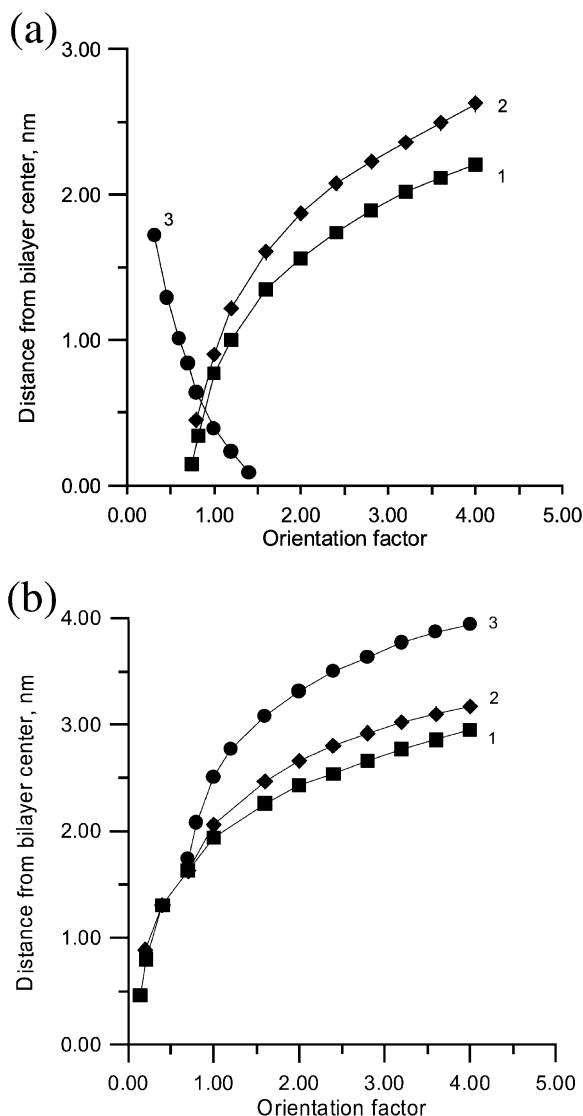 (a)
3.00
2.00
1.00
0.00
Distance from bilayer center, nm
3
2
1
0.00 1.00 2.00 3.00 4.00 5.00
Orientation factor
(b)
4.00
3.00
2.00
1.00
0.00
Distance from bilayer center, nm
3
2
1
0.00 1.00 2.00 3.00 4.00 5.00
Orientation factor